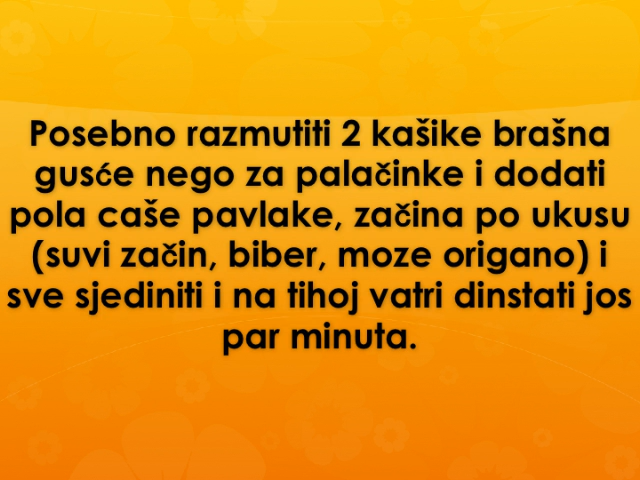 Posebno razmutiti 2 kašike brašna
gusće nego za palačinke i dodati
pola caše pavlake, začina po ukusu
(suvi začin, biber, moze origano) i
sve sjediniti i na tihoj vatri dinstati jos
par minuta.